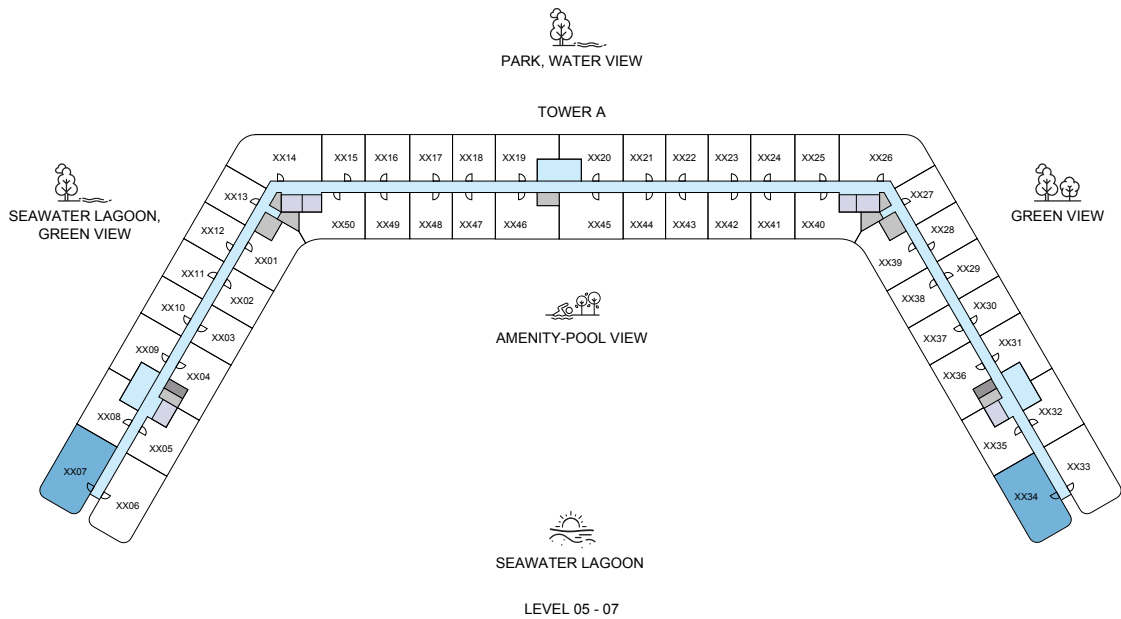 PARK, WATER VIEW
TOWER A
XX14 XX15 XX16 XX17 XX18 XX19 XX20 XX21 XX22 XX23 XX24 XX25 XX26
XX13
XX27
SEAWATER LAGOON,
GREEN VIEW
GREEN VIEW
XX50 XX49 XX48 XX47 XX46 XX45 XX44 XX43 XX42 XX41 XX40
XX12
XX28
XX01
XX39
XX11
XX29
XX02
XX38
XX10
XX30
XX03
XX37
AMENITY-POOL VIEW
XX09
XX31
XX04
XX36
XX08
XX32
XX05
XX35
XX07
XX33
XX06
XX34
SEAWATER LAGOON
LEVEL 05 - 07